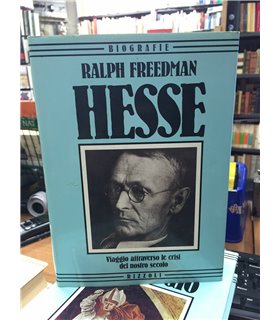 BIOGRAFIE
RALPH FREEDMAN
HESSE
Viaggio attraverso le crisi
del nostro secolo
RIZZOLI